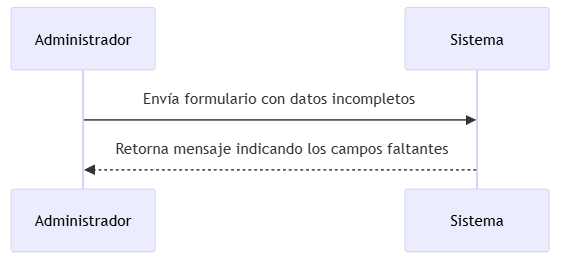 Administrador
Sistema
Envía formulario con datos incompletos
Retorna mensaje indicando los campos faltantes
Administrador
Sistema